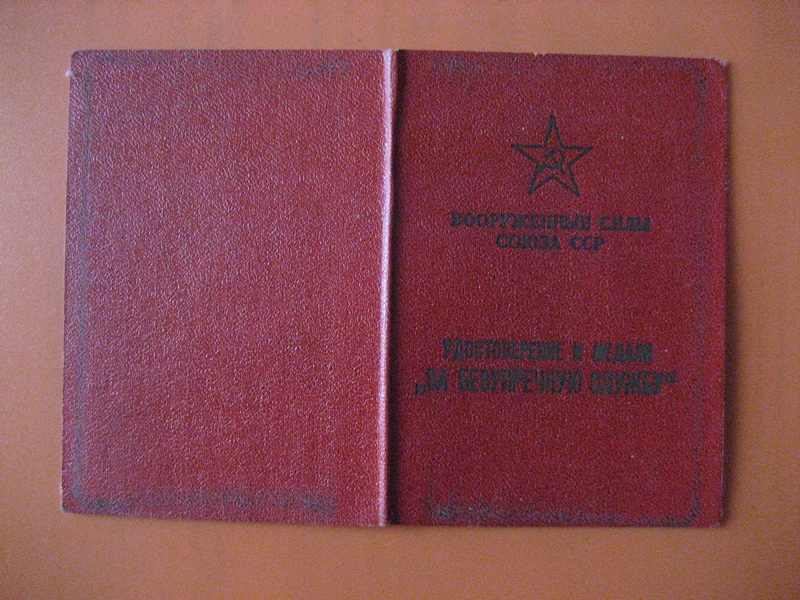 ВООРУЖЕННЫЕ СИЛЫ
СОЮЗА ССР
УДОСТОВЕРЕНИЕ К МЕДАЛИ
„ЗА БЕЗУПРЕЧНУЮ СЛУЖБУ"